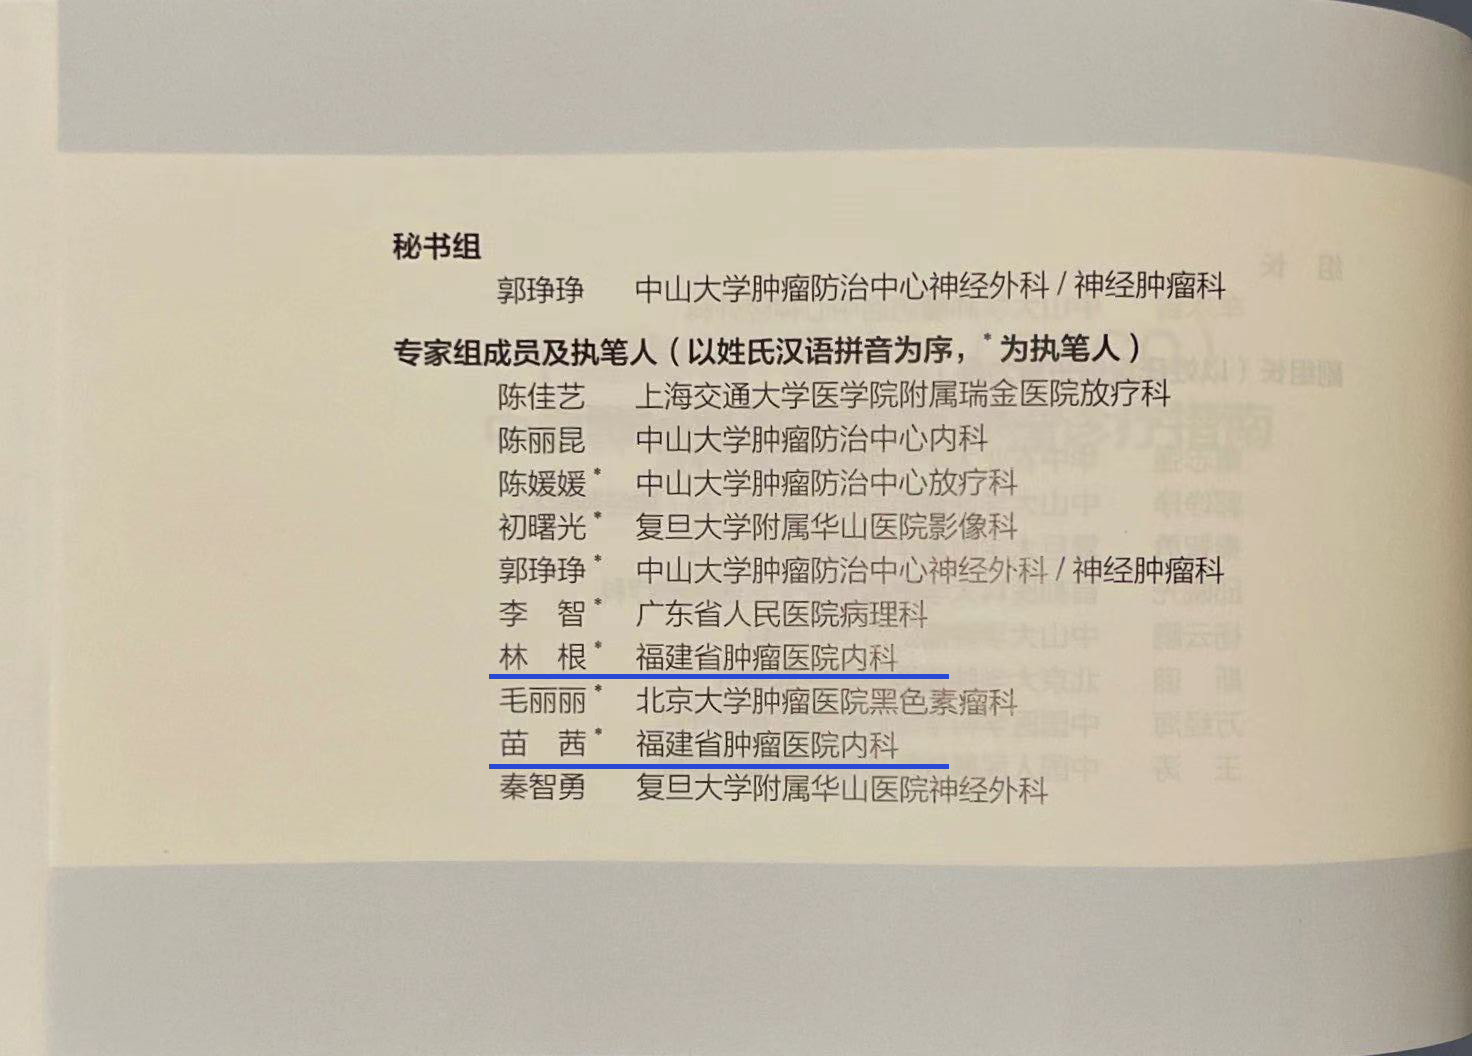 秘书组
郭琤琤 中山大学肿瘤防治中心神经外科 / 神经肿瘤科
专家组成员及执笔人（以姓氏汉语拼音为序，* 为执笔人）
陈佳艺 上海交通大学医学院附属瑞金医院放疗科
陈丽昆 中山大学肿瘤防治中心内科
陈媛媛* 中山大学肿瘤防治中心放疗科
初曙光* 复旦大学附属华山医院影像科
郭琤琤* 中山大学肿瘤防治中心神经外科 / 神经肿瘤科
李 智* 广东省人民医院病理科
林 根* 福建省肿瘤医院内科
毛丽丽* 北京大学肿瘤医院黑色素瘤科
苗 茜* 福建省肿瘤医院内科
秦智勇 复旦大学附属华山医院神经外科